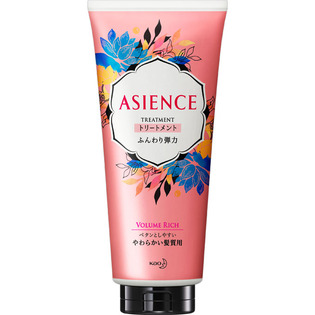 ASIENCE
TREATMENT
トリートメント
ふんわり弾力
VOLUME RICH
ペタンとしやすい
やわらかい髪質用
Kao